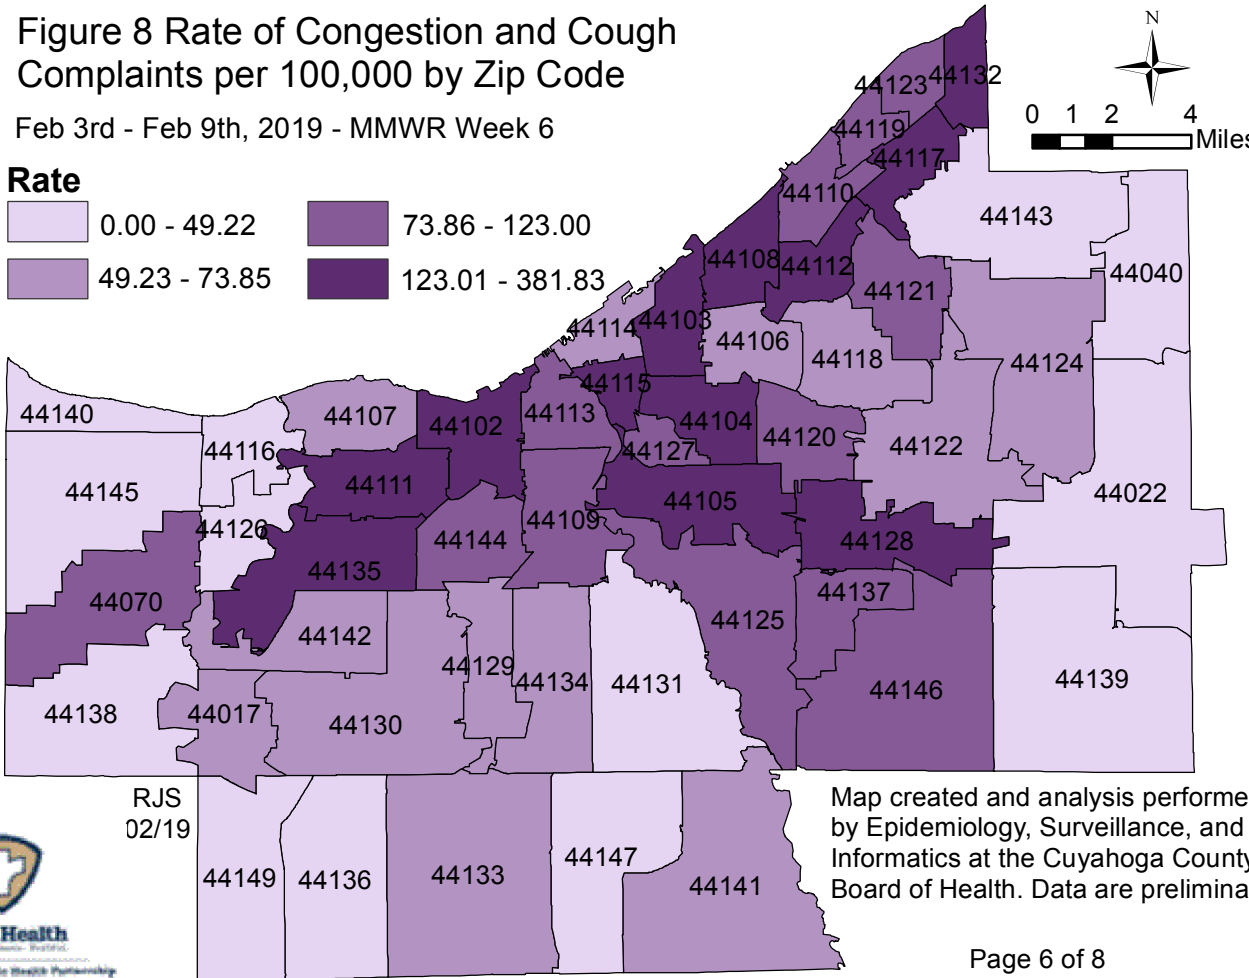 Figure 8 Rate of Congestion and Cough
Complaints per 100,000 by Zip Code
Feb 3rd - Feb 9th, 2019 - MMWR Week 6
Rate
0.00 - 49.22
73.86 - 123.00
49.23 - 73.85
123.01 - 381.83
N
0 1 2 4
Miles
44132
44123
44119
44117
44110
44143
44108
44112
44040
44121
44103
44114
44106
44118
44124
44115
44140
44107
44102
44113
44104
44120
44122
44116
44127
44145
44111
44105
44022
44126
44109
44144
44128
44135
44070
44137
44125
44142
44129
44134
44131
44146
44139
44138
44017
44130
RJS
02/19
44149
44136
44133
44147
44141
Map created and analysis performe
by Epidemiology, Surveillance, and
Informatics at the Cuyahoga County
Board of Health. Data are prelimina
Health
Page 6 of 8